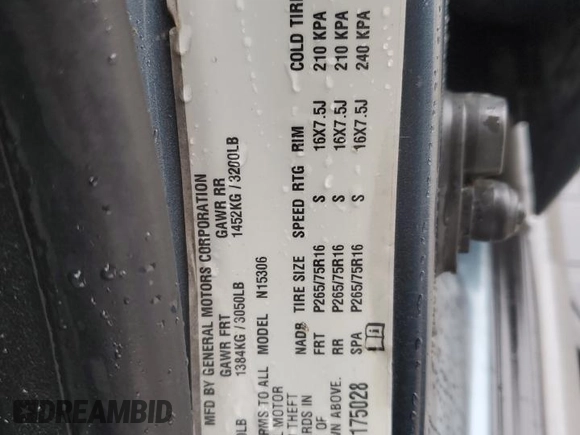 MFD BY GENERAL MOTORS CORPORATION
GAWR FRT GAWR RR
1384KG / 3050LB 1452KG / 3200LB
0LB
RMS TO ALL MODEL N15306
L MOTOR
THEFT
RDS IN
OF
WN ABOVE.
175028
TIRE SIZE SPEED RTG RIM COLD TIRE
FRT P265/75R16 S 16X7.5J 210 KPA
RR P265/75R16 S 16X7.5J 210 KPA
SPA P265/75R16 S 16X7.5J 240 KPA
DREAMBID